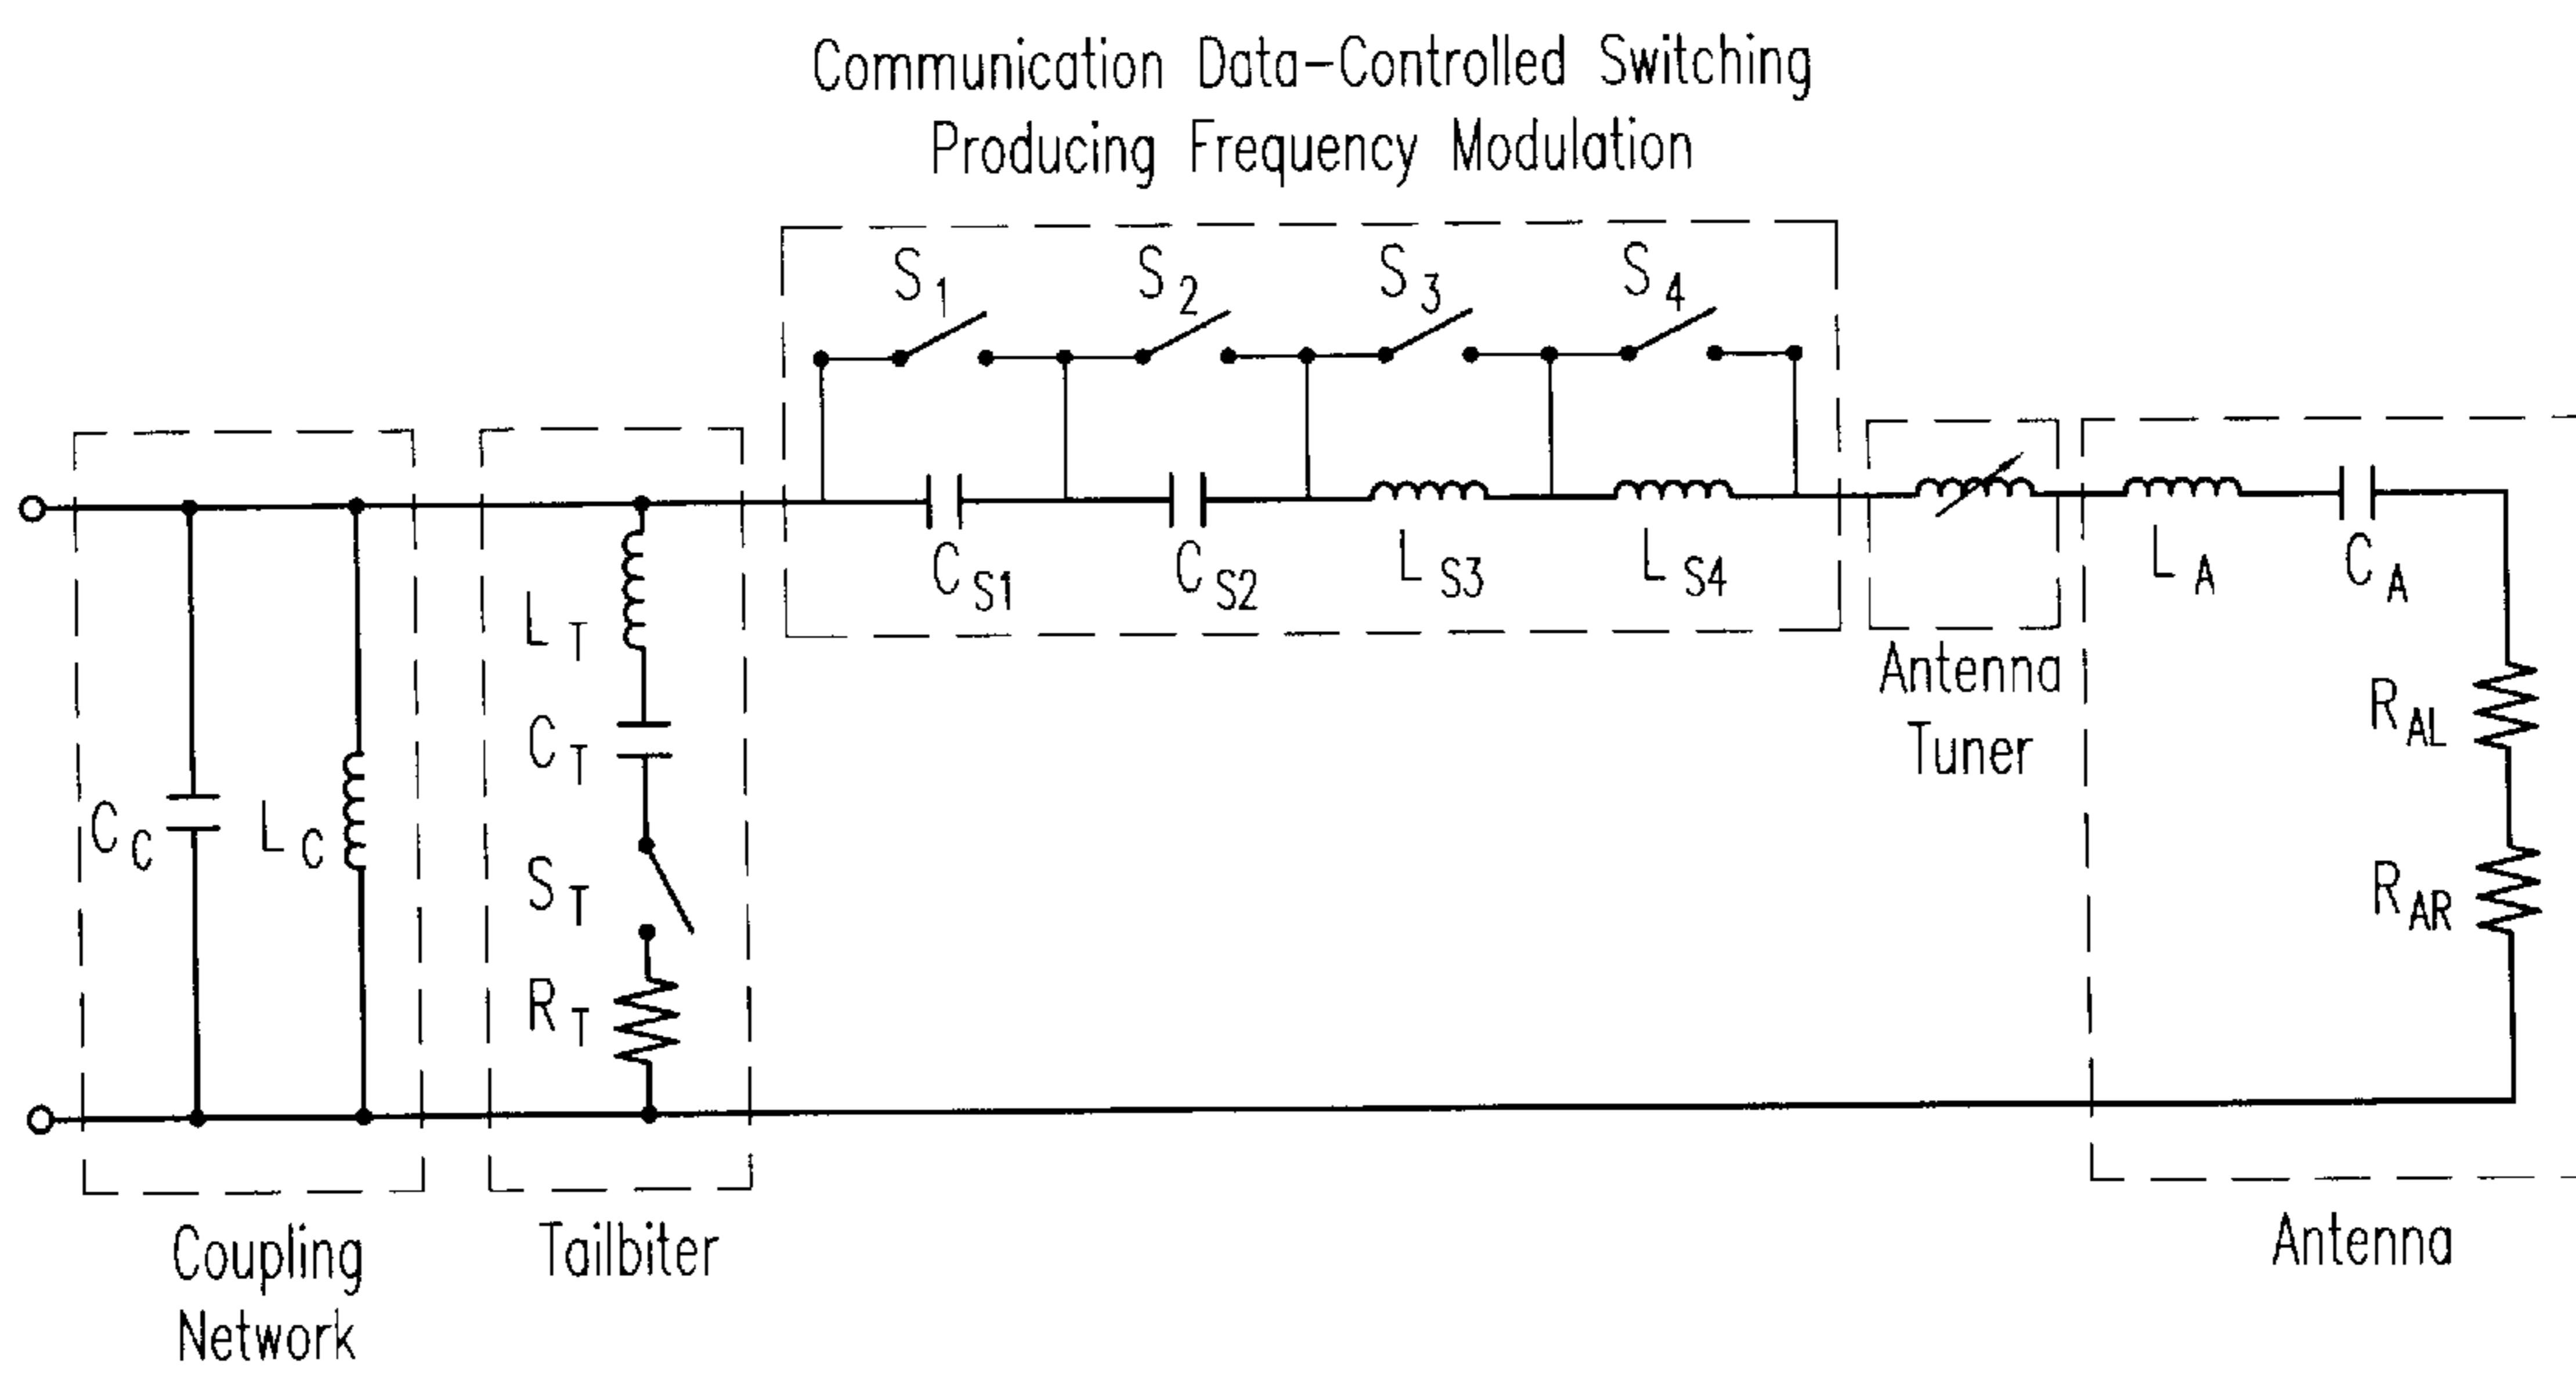 Communication Data-Controlled Switching
Producing Frequency Modulation
S1 S2 S3 S4
CS1 CS2 LS3 LS4 LA CA
LT
CT
ST
RT
CC LC
Antenna
Tuner
RAL
RAR
Coupling
Network
Tailbiter
Antenna